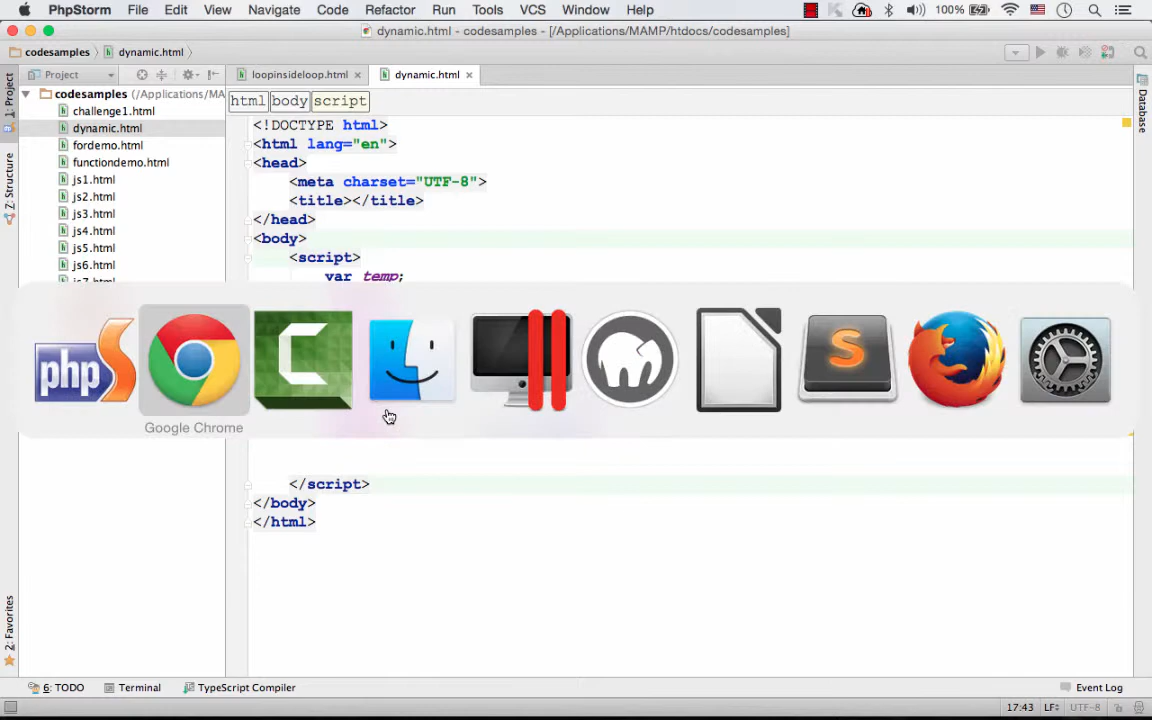 PhpStorm File Edit View Navigate Code Refactor Run Tools VCS Window Help 100%
dynamic.html - codesamples - [/Applications/MAMP/htdocs/codesamples]
codesamples dynamic.html
Project loopinsideloop.html dynamic.html
1: Project
Z: Structure
2: Favorites
Database
codesamples (/Applications/MA
challenge1.html
dynamic.html
fordemo.html
functiondemo.html
js1.html
js2.html
js3.html
js4.html
js5.html
js6.html
js7.html
html body script
<!DOCTYPE html>
<html lang="en">
<head>
<meta charset="UTF-8">
<title></title>
</head>
<body>
<script>
var temp;
php S
S
Google Chrome
</script>
</body>
</html>
6: TODO Terminal TypeScript Compiler Event Log
17:43 LF÷ UTF-8